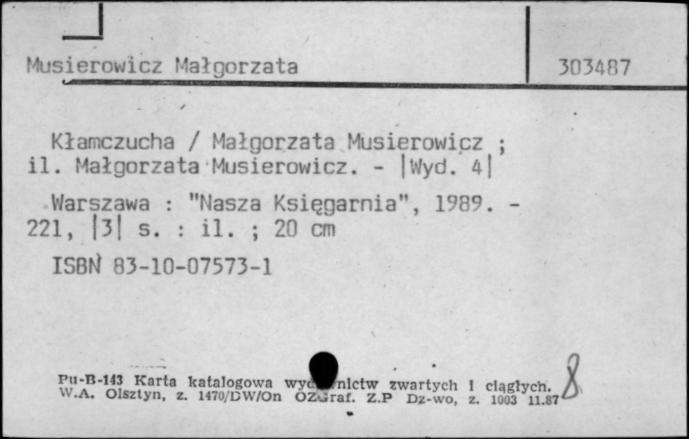 Musierowicz Małgorzata 303487
Kłamczucha / Małgorzata Musierowicz ;
il. Małgorzata Musierowicz. - |Wyd. 4|
Warszawa : "Nasza Księgarnia", 1989. -
221, |3| s. : il. ; 20 cm
ISBN 83-10-07573-1
Pu-B-143 Karta katalogowa zwartych i ciągłych. 8
W.A. Olsztyn, z. 1470/DW/On OZGraf. Z.P Dz-wo, z. 1003 11.87